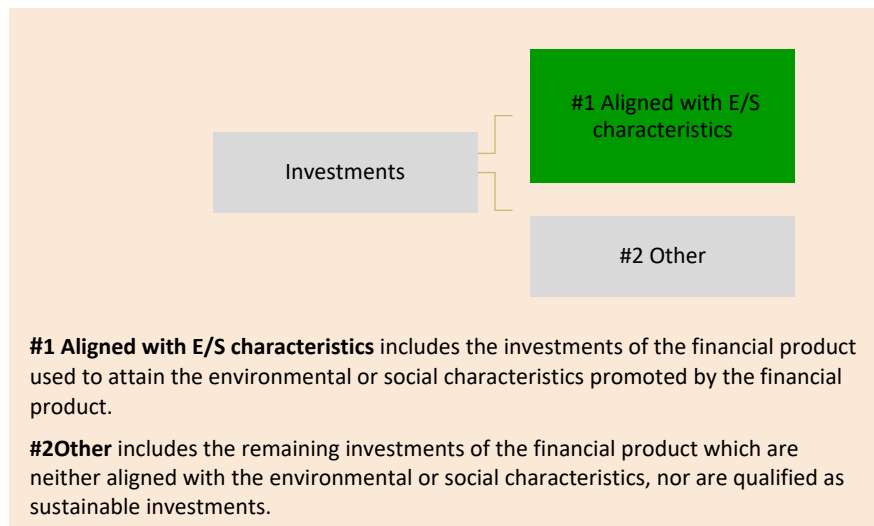 #1 Aligned with E/S
characteristics
Investments
#2 Other
#1 Aligned with E/S characteristics includes the investments of the financial product
used to attain the environmental or social characteristics promoted by the financial
product.
#2Other includes the remaining investments of the financial product which are
neither aligned with the environmental or social characteristics, nor are qualified as
sustainable investments.